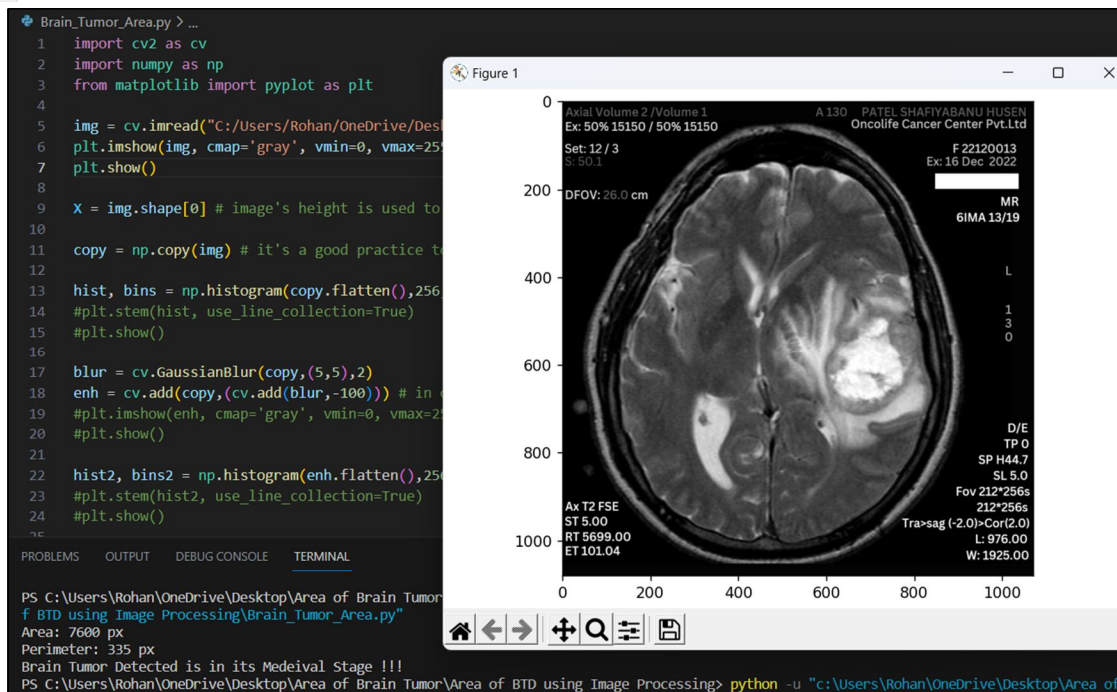 Brain_Tumor_Area.py > ...
1 import cv2 as cv
2 import numpy as np
3 from matplotlib import pyplot as plt
4
5 img = cv.imread("C:/Users/Rohan/OneDrive/Des
6 plt.imshow(img, cmap='gray', vmin=0, vmax=255
7 plt.show()
8
9 X = img.shape[0] # image's height is used to
10
11 copy = np.copy(img) # it's a good practice to
12
13 hist, bins = np.histogram(copy.flatten(),256,
14 #plt.stem(hist, use_line_collection=True)
15 #plt.show()
16
17 blur = cv.GaussianBlur(copy,(5,5),2)
18 enh = cv.add(copy,(cv.add(blur,-100))) # in
19 #plt.imshow(enh, cmap='gray', vmin=0, vmax=2
20 #plt.show()
21
22 hist2, bins2 = np.histogram(enh.flatten(),25
23 #plt.stem(hist2, use_line_collection=True)
24 #plt.show()
25
PROBLEMS OUTPUT DEBUG CONSOLE TERMINAL
PS C:\Users\Rohan\OneDrive\Desktop\Area of Brain Tumor
f BTD using Image Processing\Brain_Tumor_Area.py"
Area: 7600 px
Perimeter: 335 px
Brain Tumor Detected is in its Medeival Stage !!!
PS C:\Users\Rohan\OneDrive\Desktop\Area of Brain Tumor\Area of BTD using Image Processing> python -u "c:\Users\Rohan\OneDrive\Desktop\Area o
Figure 1
0
200
400
600
800
1000
0 200 400 600 800 1000
Axial Volume 2 /Volume 1
Ex: 50% 15150 / 50% 15150
Set: 12 / 3
S: 50.1
DFOV: 26.0 cm
A 130 PATEL SHAFIYABANU HUSEN
Oncolife Cancer Center Pvt.Ltd
F 22120013
Ex: 16 Dec 2022
MR
6IMA 13/19
L
1
3
0
D/E
TP 0
SP H44.7
SL 5.0
Fov 212*256s
212*256s
Tra>sag (-2.0)>Cor(2.0)
L: 976.00
W: 1925.00
Ax T2 FSE
ST 5.00
RT 5699.00
ET 101.04